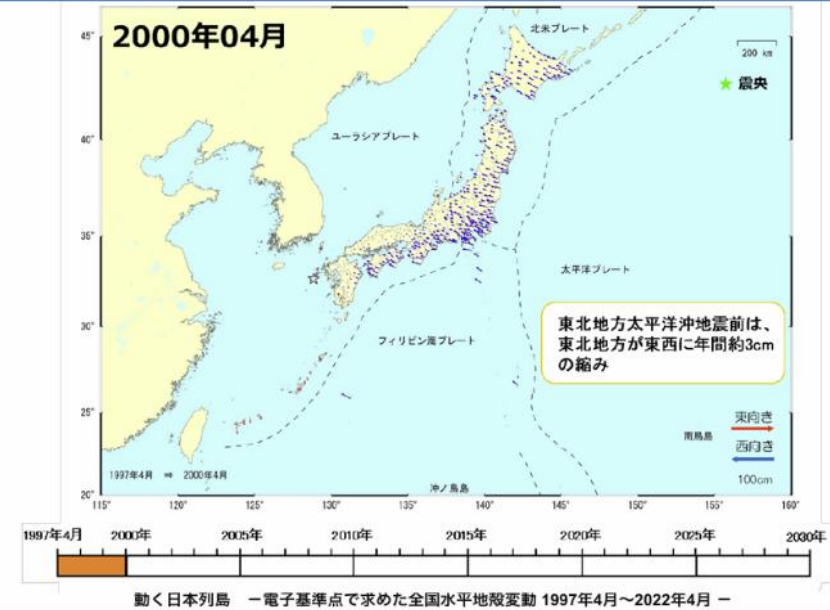 2000年04月
北米プレート
200 km
震央
ユーラシアプレート
太平洋プレート
東北地方太平洋沖地震前は、
東北地方が東西に年間約3cm
の縮み
フィリピン海プレート
東向き
南鳥島
西向き
1997年4月 ⇒ 2000年4月
100cm
沖ノ鳥島
45°
40°
35°
30°
25°
20°
115° 120° 125° 130° 135° 140° 145° 150° 155° 160°
1997年4月 2000年 2005年 2010年 2015年 2020年 2025年 2030年
動く日本列島 －電子基準点で求めた全国水平地殻変動 1997年4月～2022年4月 －